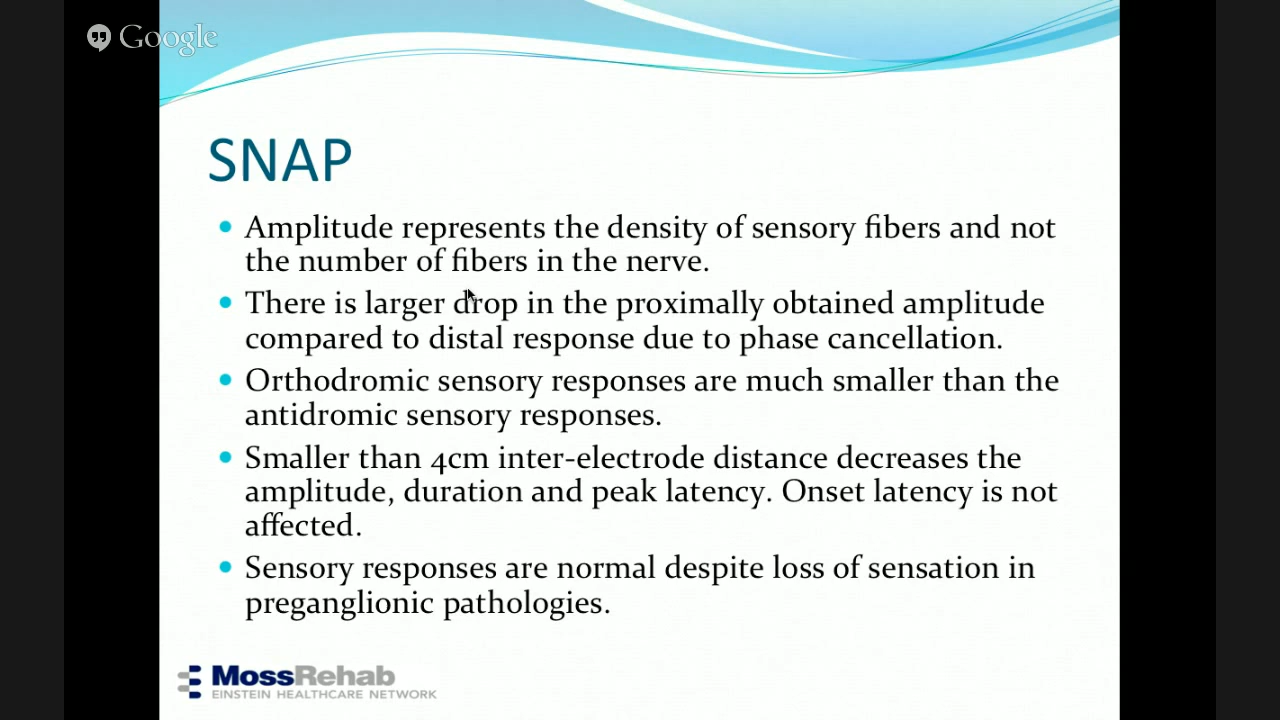 Google
SNAP
Amplitude represents the density of sensory fibers and not
the number of fibers in the nerve.
There is larger drop in the proximally obtained amplitude
compared to distal response due to phase cancellation.
Orthodromic sensory responses are much smaller than the
antidromic sensory responses.
Smaller than 4cm inter-electrode distance decreases the
amplitude, duration and peak latency. Onset latency is not
affected.
Sensory responses are normal despite loss of sensation in
preganglionic pathologies.
MossRehab
EINSTEIN HEALTHCARE NETWORK